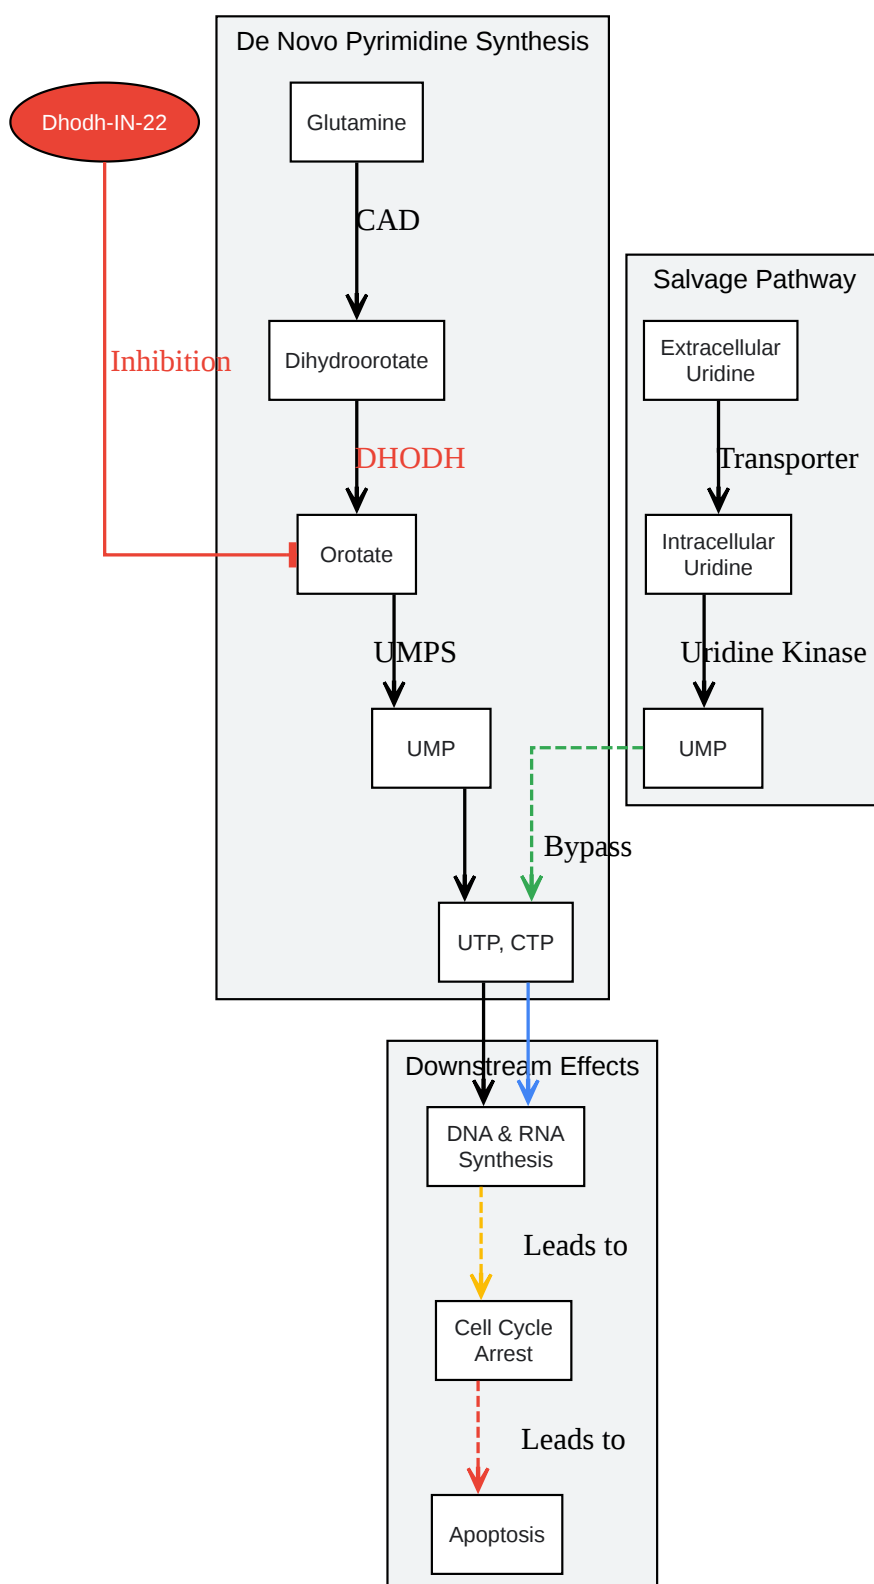 De Novo Pyrimidine Synthesis
Dhodh-IN-22
Glutamine
CAD
Salvage Pathway
Inhibition
Dihydroorotate
Extracellular
Uridine
DHODH
Transporter
Orotate
Intracellular
Uridine
UMPS
Uridine Kinase
UMP
UMP
Bypass
UTP, CTP
Downstream Effects
DNA & RNA
Synthesis
Leads to
Cell Cycle
Arrest
Leads to
Apoptosis